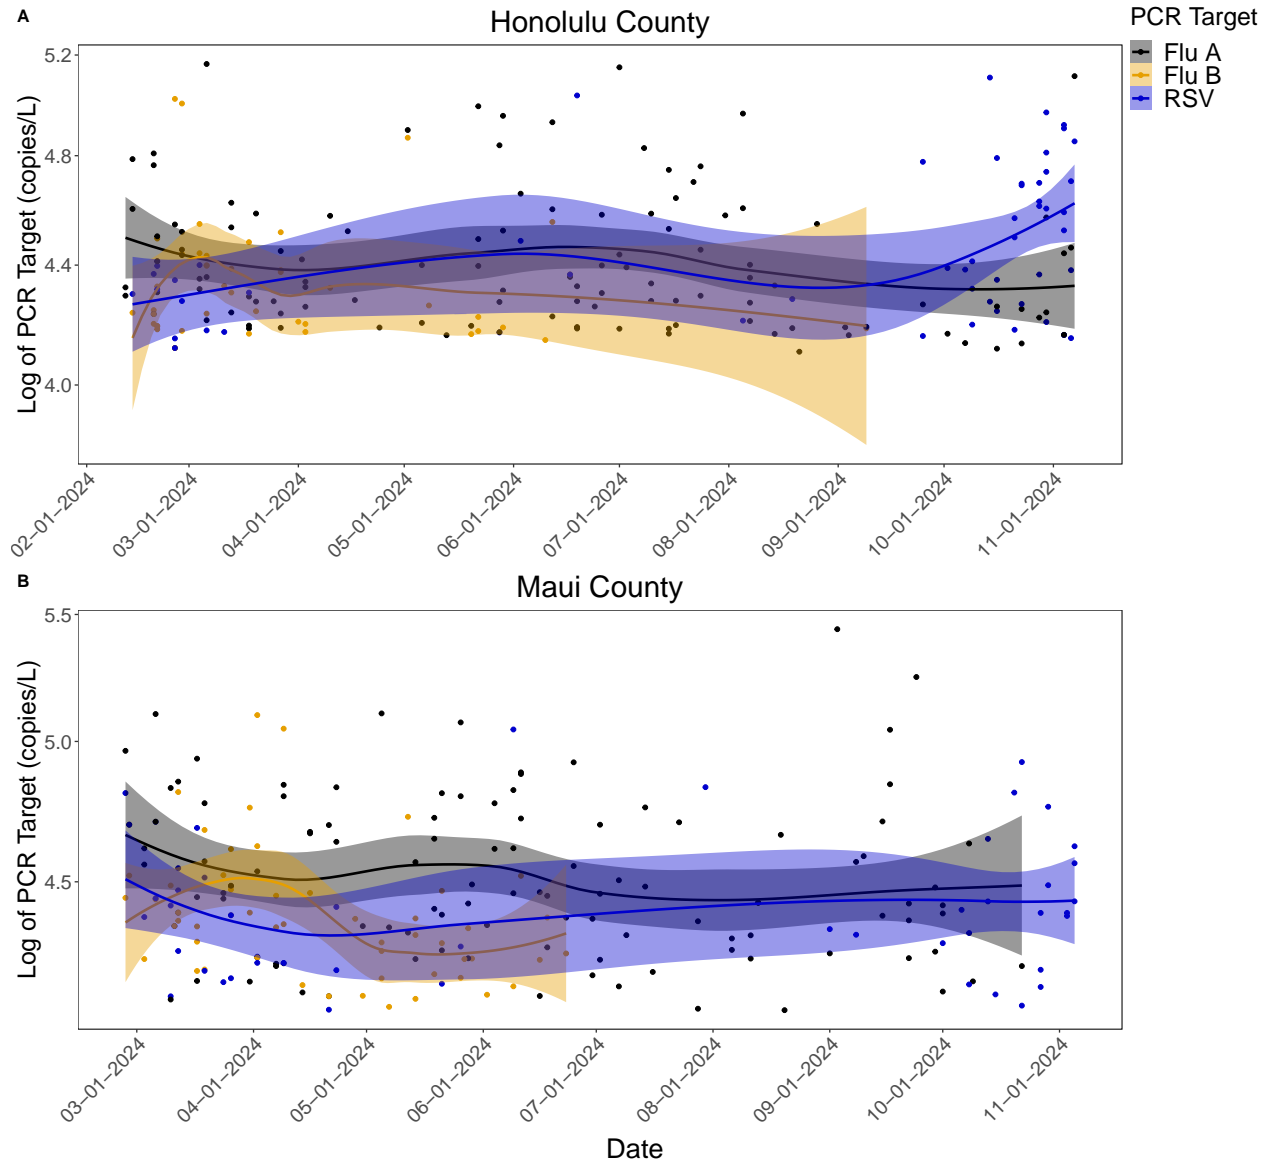 A
Honolulu County
PCR Target
Flu A
Flu B
RSV
Log of PCR Target (copies/L)
5.2
4.8
4.4
4.0
02−01−2024
03−01−2024
04−01−2024
05−01−2024
06−01−2024
07−01−2024
08−01−2024
09−01−2024
10−01−2024
11−01−2024
B
Maui County
Log of PCR Target (copies/L)
5.5
5.0
4.5
03−01−2024
04−01−2024
05−01−2024
06−01−2024
07−01−2024
08−01−2024
09−01−2024
10−01−2024
11−01−2024
Date